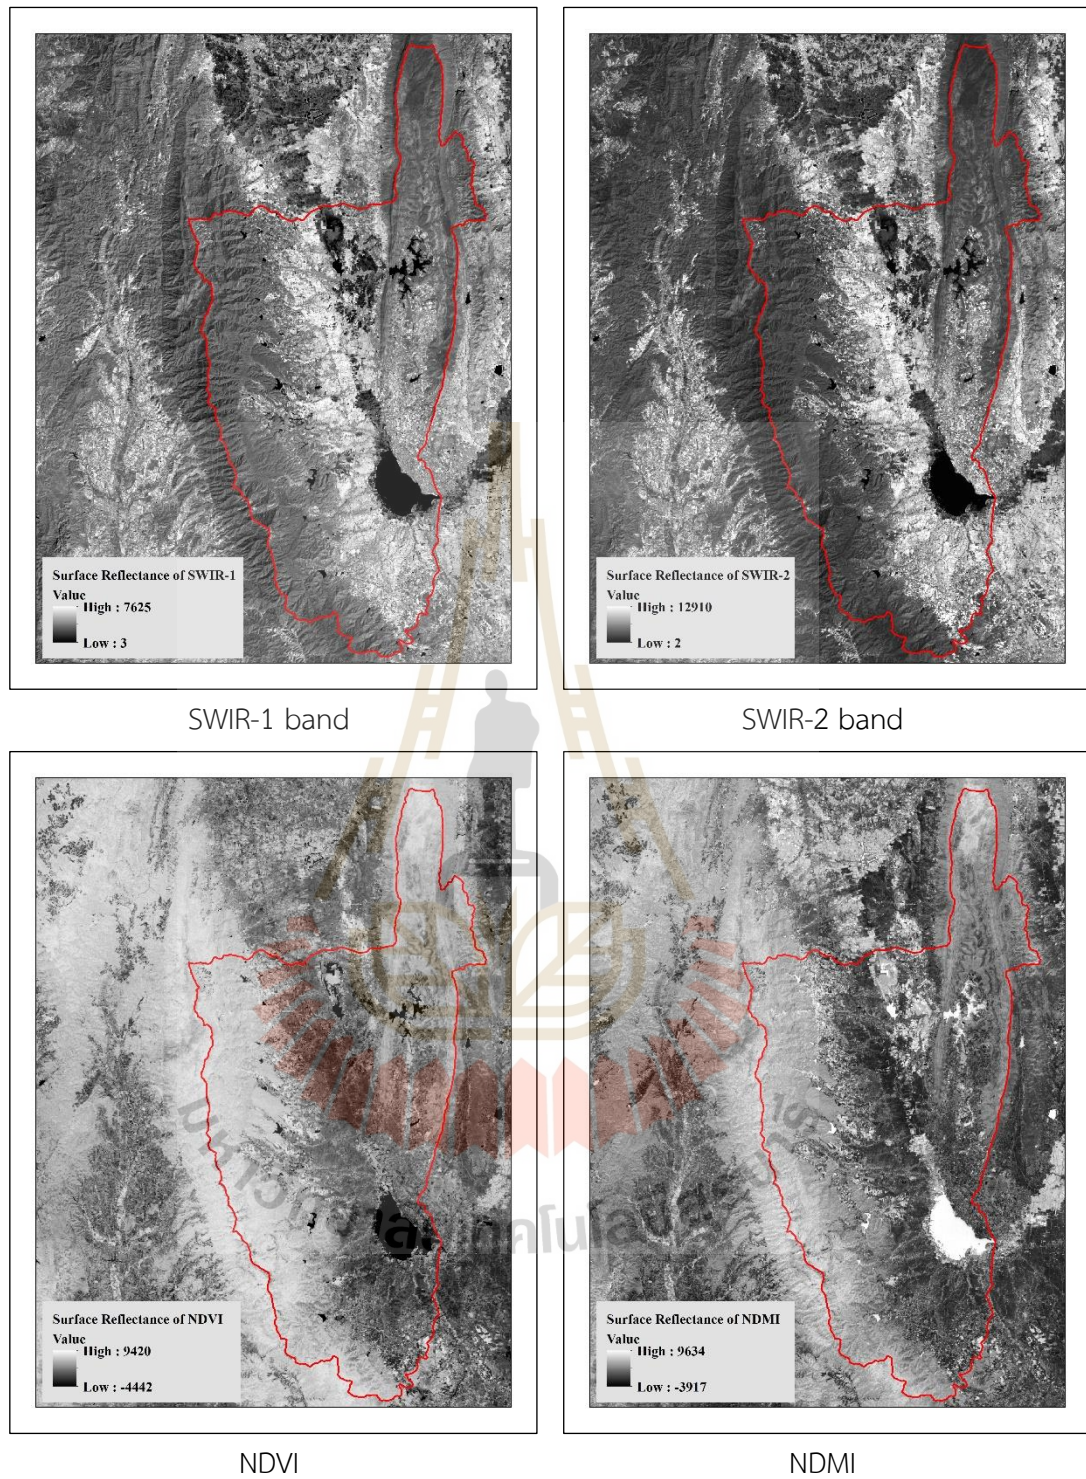 Surface Reflectance of SWIR-1
Value
High : 7625
Low : 3
SWIR-1 band
Surface Reflectance of SWIR-2
Value
High : 12910
Low : 2
SWIR-2 band
Surface Reflectance of NDVI
Value
High : 9420
Low : -4442
NDVI
Surface Reflectance of NDMI
Value
High : 9634
Low : -3917
NDMI